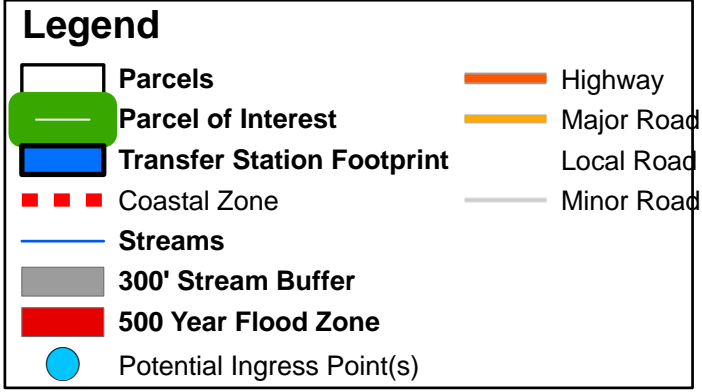 Legend
Parcels
Parcel of Interest
Transfer Station Footprint
Coastal Zone
Streams
300' Stream Buffer
500 Year Flood Zone
Potential Ingress Point(s)
Highway
Major Road
Local Road
Minor Road